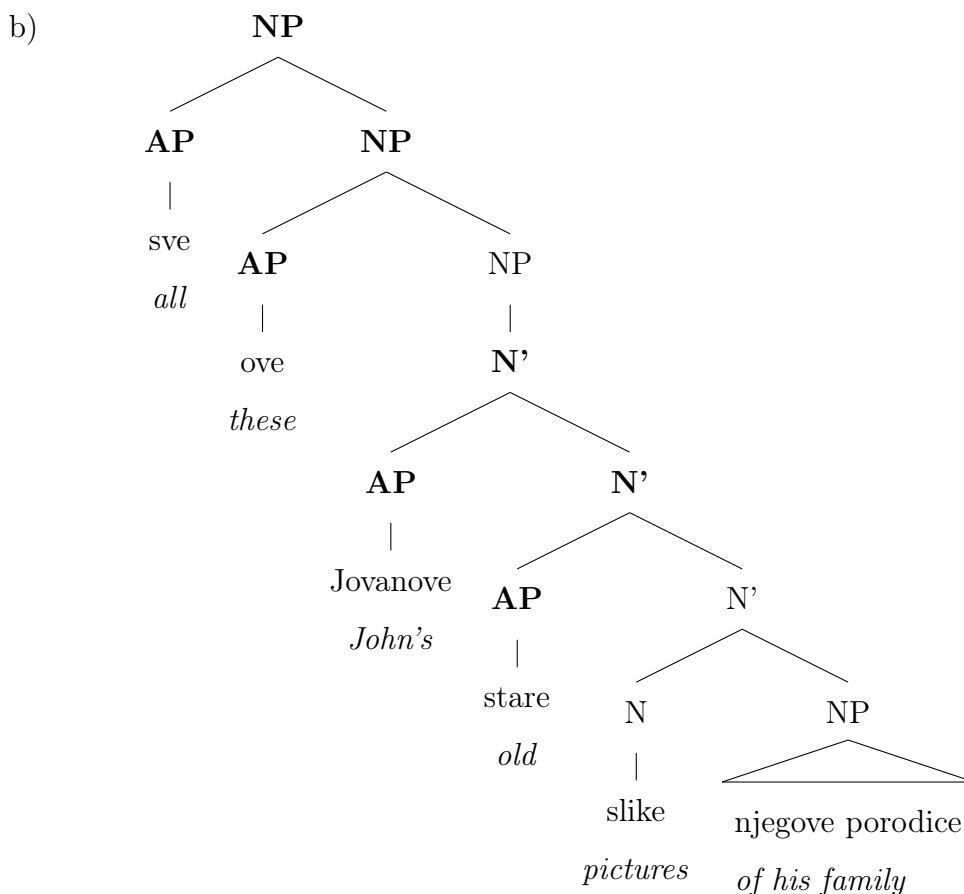 b)
NP
AP NP
sve
all
AP NP
ove
these
N'
AP N'
Jovanove
John's
AP N'
stare
old
N NP
slike
pictures
njegove porodice
of his family